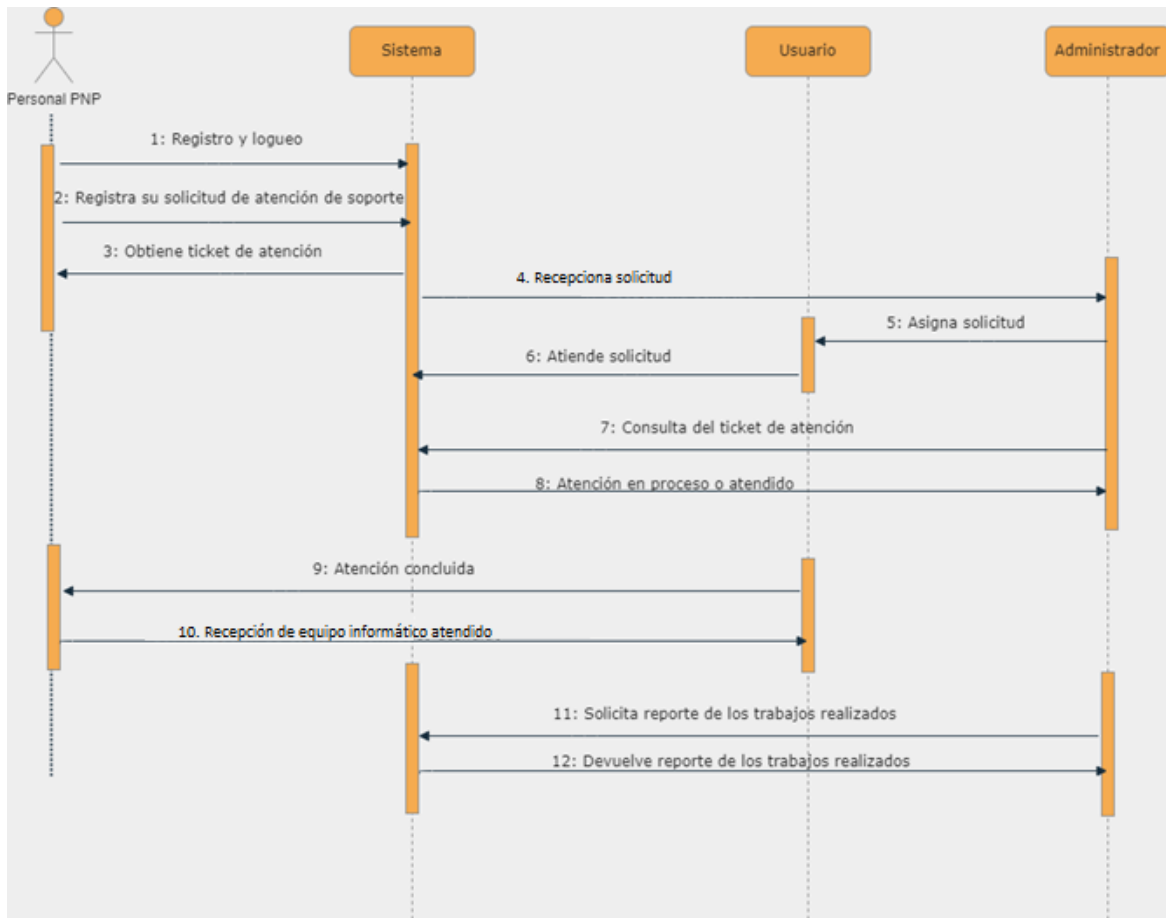 Personal PNP
Sistema
Usuario
Administrador
1: Registro y logueo
2: Registra su solicitud de atención de soporte
3: Obtiene ticket de atención
4. Recepciona solicitud
5: Asigna solicitud
6: Atiende solicitud
7: Consulta del ticket de atención
8: Atención en proceso o atendido
9: Atención concluida
10. Recepción de equipo informático atendido
11: Solicita reporte de los trabajos realizados
12: Devuelve reporte de los trabajos realizados